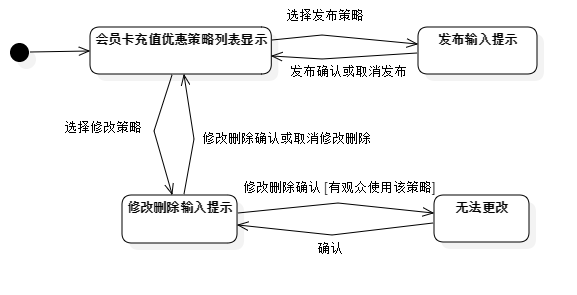 选择发布策略
会员卡充值优惠策略列表显示
发布输入提示
发布确认或取消发布
选择修改策略
修改删除确认或取消修改删除
修改删除确认 [有观众使用该策略]
修改删除输入提示
无法更改
确认